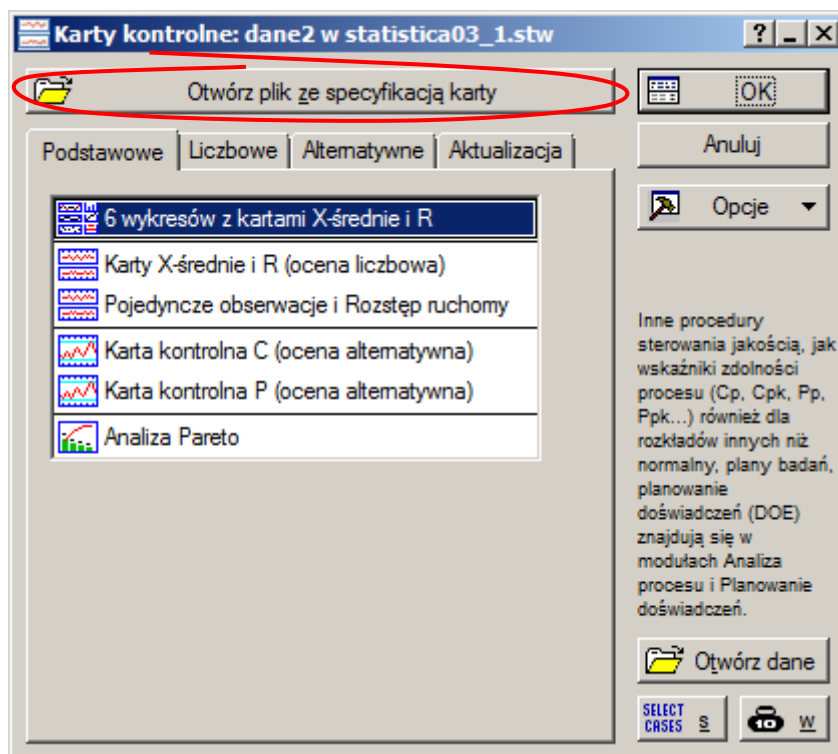 Karty kontrolne: dane2 w statistica03_1.stw
Otwórz plik ze specyfikacją karty
OK
Podstawowe
Liczbowe
Alternatywne
Aktualizacja
Anuluj
Opcje
6 wykresów z kartami X-średnie i R
Karty X-średnie i R (ocena liczbowa)
Pojedyncze obserwacje i Rozstęp ruchomy
Karta kontrolna C (ocena alternatywna)
Karta kontrolna P (ocena alternatywna)
Analiza Pareto
Inne procedury
sterowania jakością, jak
wskaźniki zdolności
procesu (Cp, Cpk, Pp,
Ppk...) również dla
rozkładów innych niż
normalny, plany badań,
planowanie
doświadczeń (DOE)
znajdują się w
modułach Analiza
procesu i Planowanie
doświadczeń.
Otwórz dane
SELECT
CASES
S
W